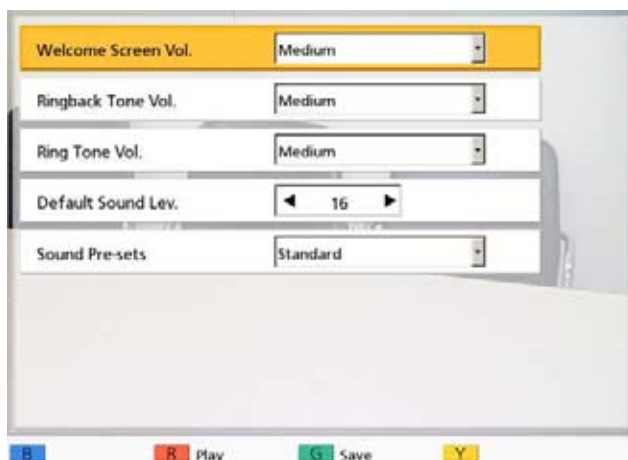 Welcome Screen Vol. Medium
Ringback Tone Vol. Medium
Ring Tone Vol. Medium
Default Sound Lev. 16
Sound Pre-sets Standard
B R Play G Save Y